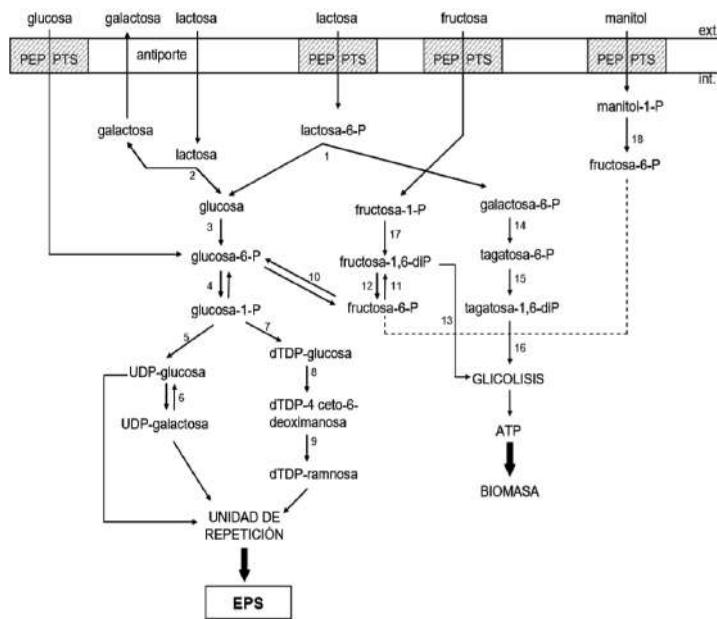 glucosa galactosa lactosa lactosa fructosa manitol
ext.
PEP PTS antiporte PEP PTS PEP PTS PEP PTS
int.
manitol-1-P
galactosa lactosa-6-P 18
1
lactosa fructosa-6-P
2
glucosa fructosa-1-P galactosa-6-P
3 17 14
glucosa-6-P fructosa-1,6-diP tagatosa-6-P
10
4 12 11 15
glucosa-1-P fructosa-6-P tagatosa-1,6-diP
13
5 7 16
UDP-glucosa dTDP-glucosa GLICOLISIS
6 8
UDP-galactosa dTDP-4 ceto-6-
deoximanosa ATP
9
dTDP-ramnosa BIOMASA
UNIDAD DE
REPETICIÓN
EPS